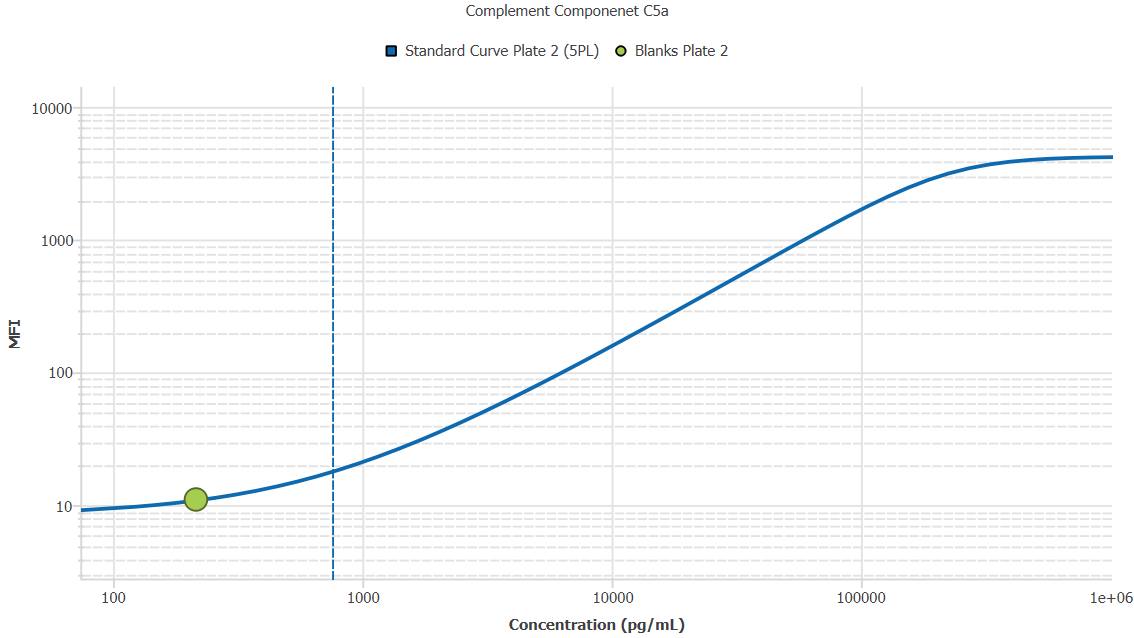 Complement Componenet C5a
Standard Curve Plate 2 (5PL) Blanks Plate 2
10000
1000
100
10
MFI
100 1000 10000 100000 1e+06
Concentration (pg/mL)